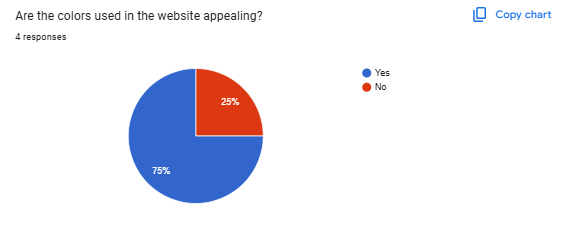 Are the colors used in the website appealing?
Copy chart
4 responses
Yes
No
25%
75%